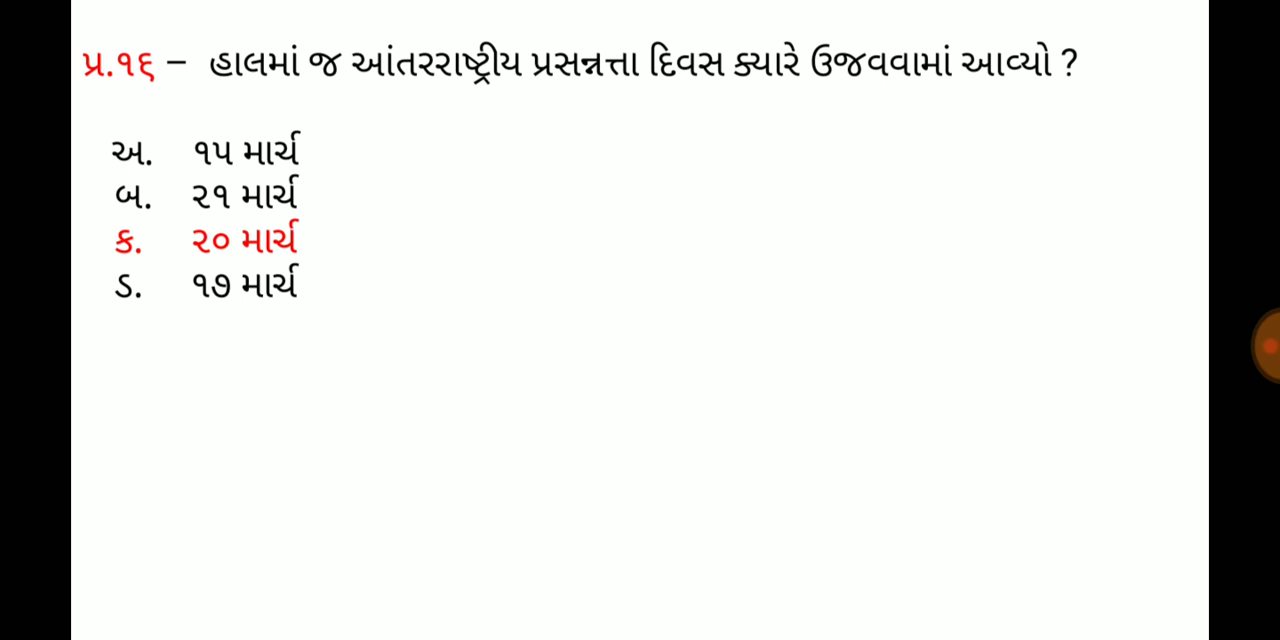 પ્ર.૧૬ – હાલમાં જ આંતરરાષ્ટ્રીય પ્રસન્નત્તા દિવસ ક્યારે ઉજવવામાં આવ્યો ?
અ. ૧૫ માર્ચ
બ. ૨૧ માર્ચ
ક. ૨૦ માર્ચ
ડ. ૧૭ માર્ચ